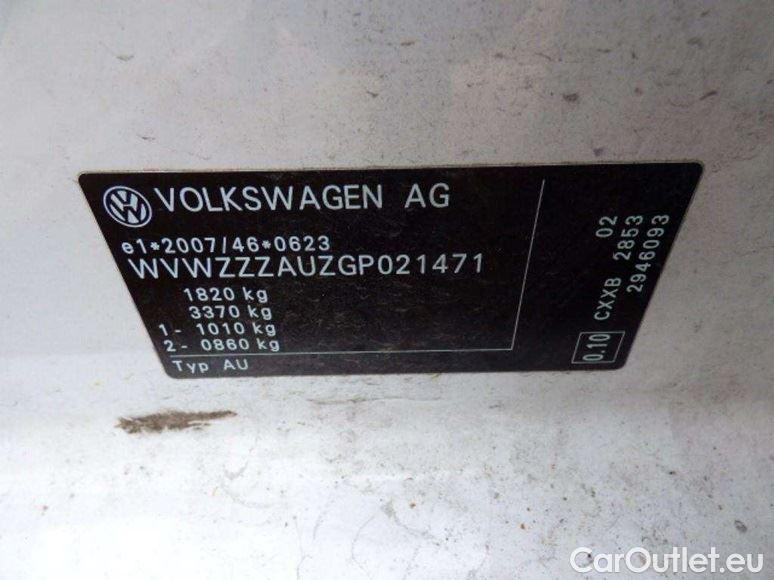 VOLKSWAGEN AG
e1*2007/46*0623
WVWZZZAUZGP021471
1820 kg
3370 kg
1 - 1010 kg
2 - 0860 kg
Typ AU
02
CXXB 2853
0.10 2946093
CarOutlet.eu